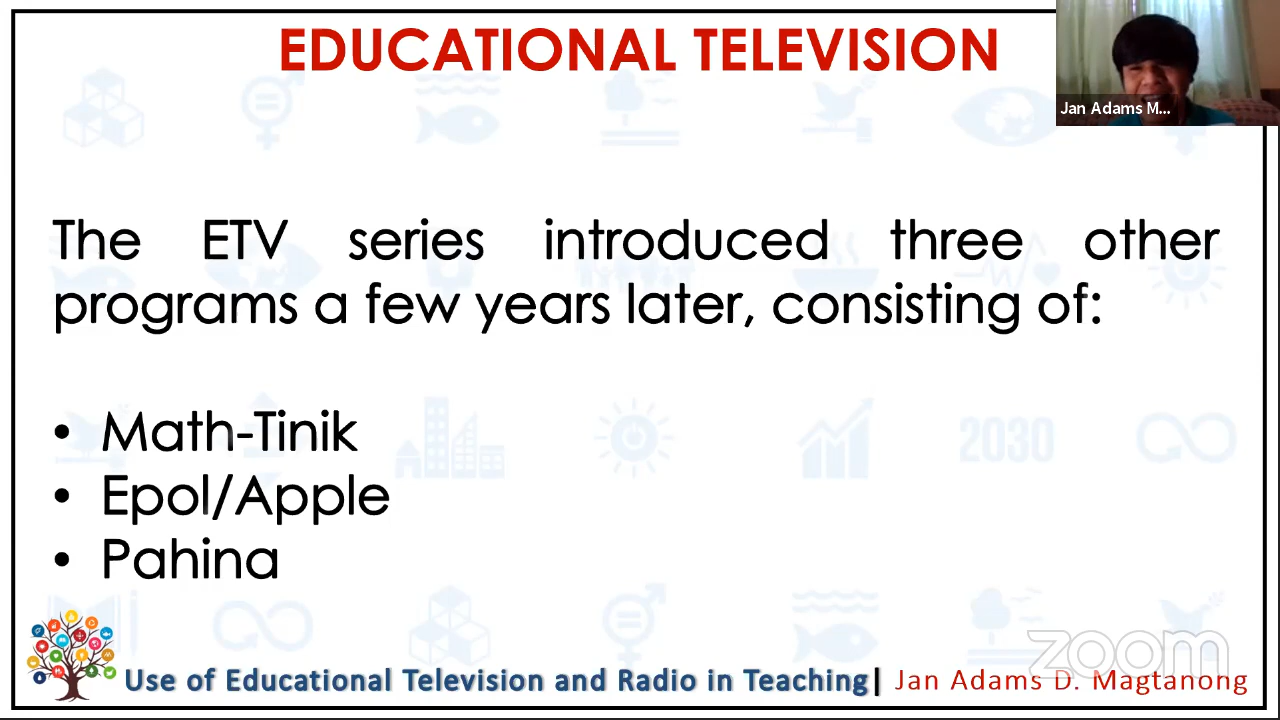 EDUCATIONAL TELEVISION
Jan Adams M...
The ETV series introduced three other
programs a few years later, consisting of:
• Math-Tinik
• Epol/Apple
• Pahina
2030
zoom
Use of Educational Television and Radio in Teaching| Jan Adams D. Magtanong